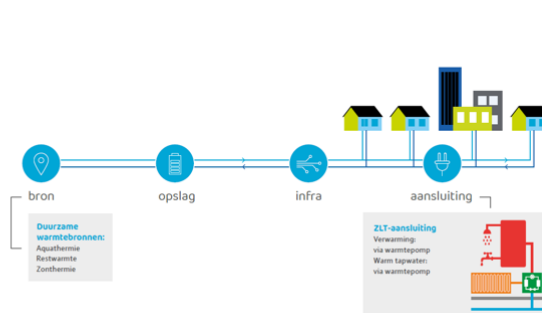 bron
opslag
infra
aansluiting
Duurzame
warmtebronnen:
Aquathermie
Restwarmte
Zonthermie
ZLT-aansluiting
Verwarming:
via warmtepomp
Warm tapwater:
via warmtepomp